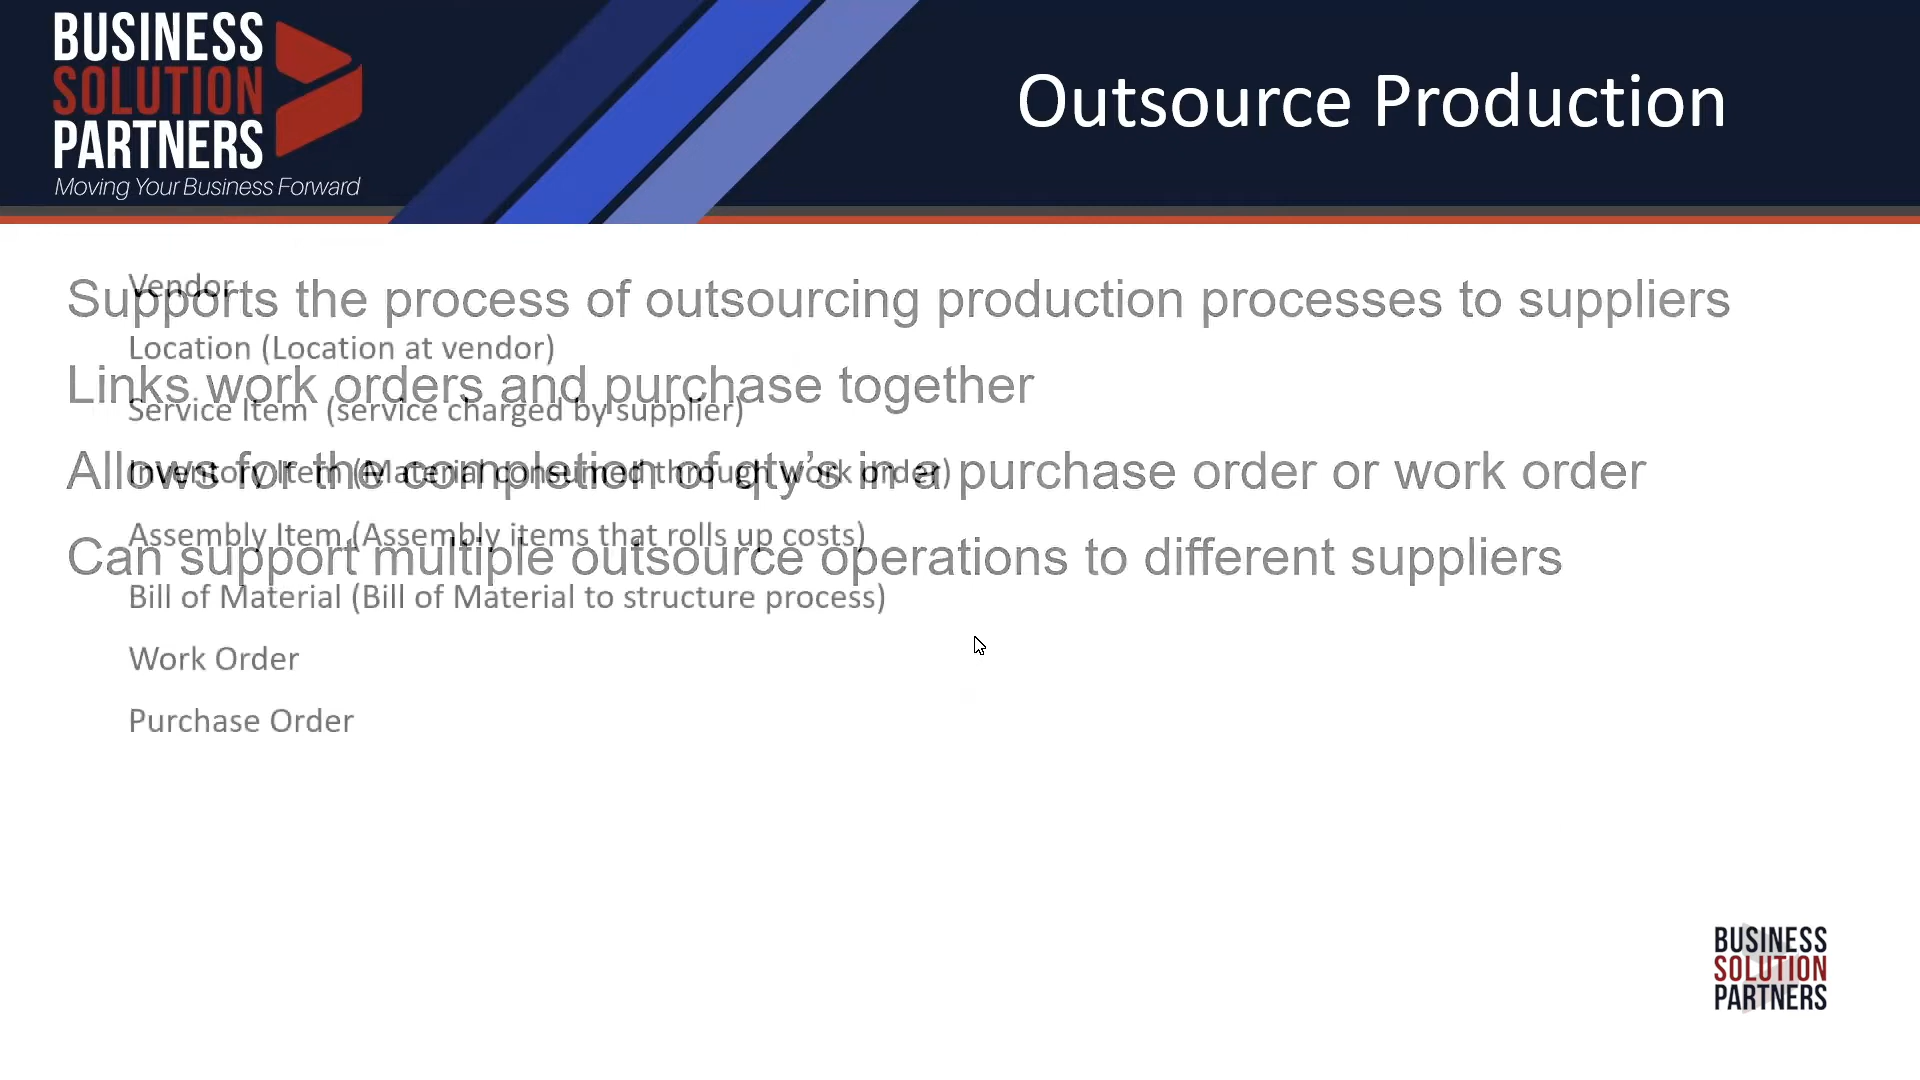 BUSINESS
SOLUTION
PARTNERS
Moving Your Business Forward
Outsource Production
Supports the process of outsourcing production processes to suppliers
Links work orders and purchase together
Allows for the completion of qty’s in a purchase order or work order
Can support multiple outsource operations to different suppliers
Vendor
Location (Location at vendor)
Service Item (service charged by supplier)
Inventory Item (Material consumed through work order)
Assembly Item (Assembly items that rolls up costs)
Bill of Material (Bill of Material to structure process)
Work Order
Purchase Order
BUSINESS
SOLUTION
PARTNERS